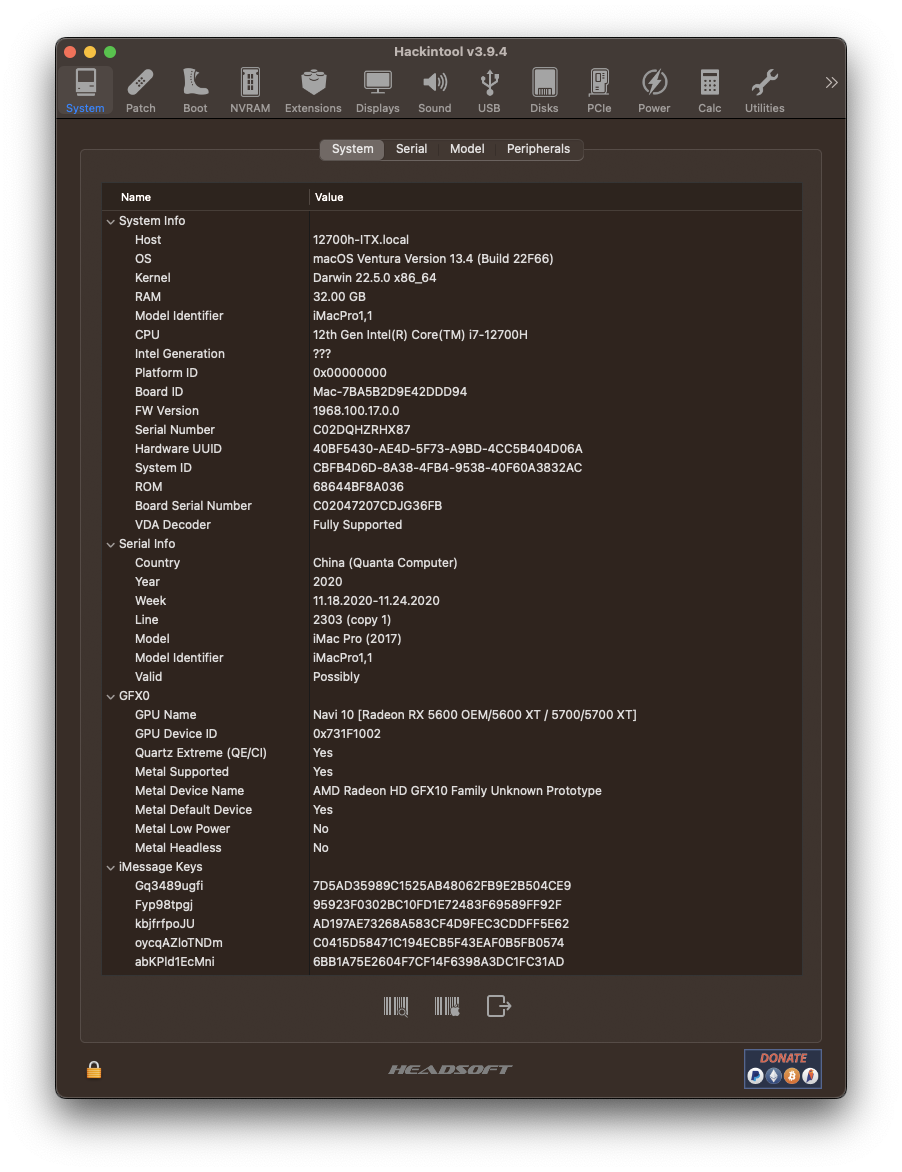 Hackintool v3.9.4
System Patch Boot NVRAM Extensions Displays Sound USB Disks PCIe Power Calc Utilities
System Serial Model Peripherals
Name Value
System Info
Host 12700h-ITX.local
OS macOS Ventura Version 13.4 (Build 22F66)
Kernel Darwin 22.5.0 x86_64
RAM 32.00 GB
Model Identifier iMacPro1,1
CPU 12th Gen Intel(R) Core(TM) i7-12700H
Intel Generation ???
Platform ID 0x00000000
Board ID Mac-7BA5B2D9E42DDD94
FW Version 1968.100.17.0.0
Serial Number C02DQHZRHX87
Hardware UUID 40BF5430-AE4D-5F73-A9BD-4CC5B404D06A
System ID CBFB4D6D-8A38-4FB4-9538-40F60A3832AC
ROM 68644BF8A036
Board Serial Number C02047207CDJG36FB
VDA Decoder Fully Supported
Serial Info
Country China (Quanta Computer)
Year 2020
Week 11.18.2020-11.24.2020
Line 2303 (copy 1)
Model iMac Pro (2017)
Model Identifier iMacPro1,1
Valid Possibly
GFX0
GPU Name Navi 10 [Radeon RX 5600 OEM/5600 XT / 5700/5700 XT]
GPU Device ID 0x731F1002
Quartz Extreme (QE/CI) Yes
Metal Supported Yes
Metal Device Name AMD Radeon HD GFX10 Family Unknown Prototype
Metal Default Device Yes
Metal Low Power No
Metal Headless No
iMessage Keys
Gq3489ugfi 7D5AD35989C1525AB48062FB9E2B504CE9
Fyp98tpgj 95923F0302BC10FD1E72483F69589FF92F
kbjfrfpoJU AD197AE73268A583CF4D9FEC3CDDFF5E62
oycqAZloTNDm C0415D58471C194ECB5F43EAF0B5FB0574
abKPld1EcMni 6BB1A75E2604F7CF14F6398A3DC1FC31AD
HEADSOFT
DONATE